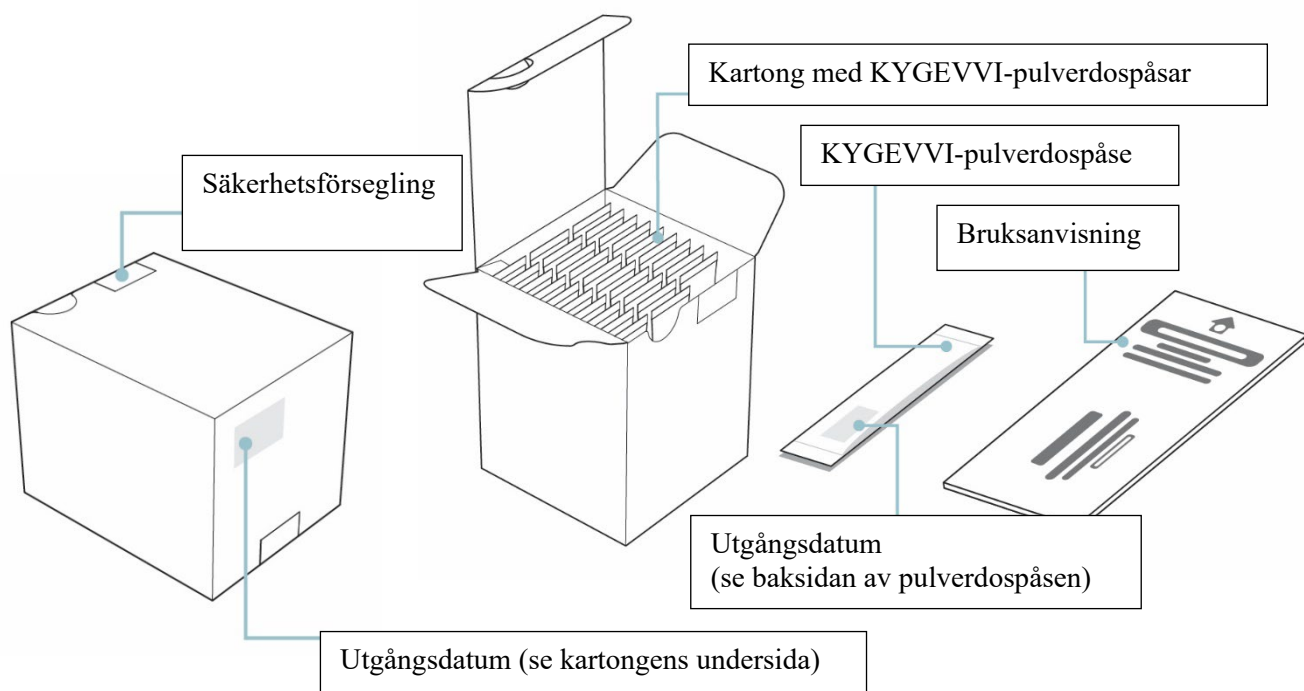 Kartong med KYGEVVI-pulverdospåsar
KYGEVVI-pulverdospåse
Säkerhetsförsegling
Bruksanvisning
Utgångsdatum
(se baksidan av pulverdospåsen)
Utgångsdatum (se kartongens undersida)